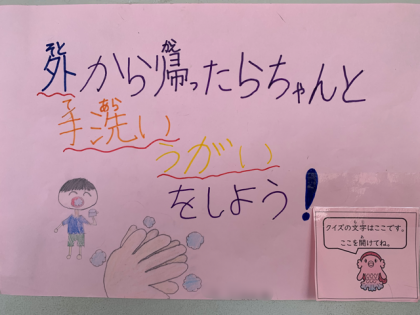 外から帰ったらちゃんと
手洗い
うがい
をしよう!
クイズの文字はここです。
ここを開けてね。